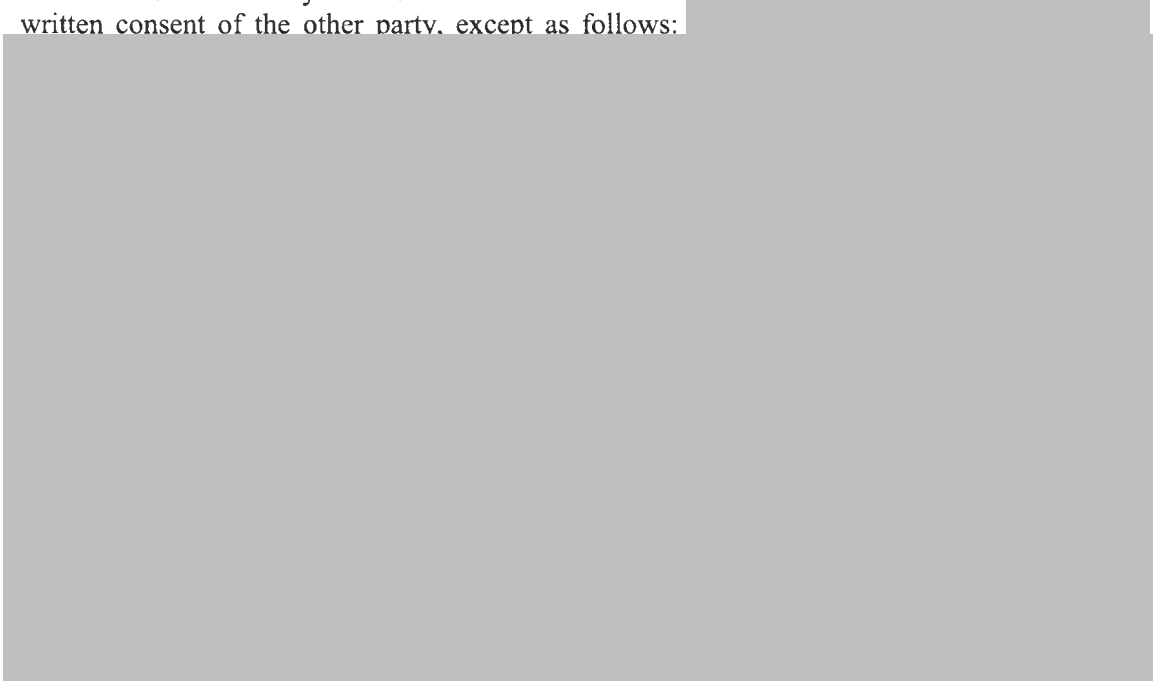 written consent of the other party, except as follows: